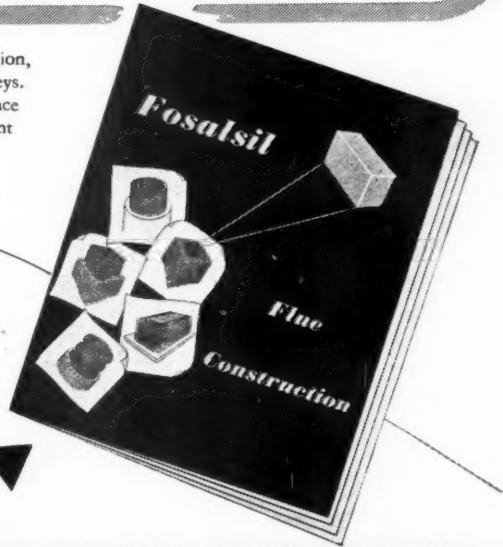 ion,
eys.
ace
nt
Fosalsil
Flue
Construction